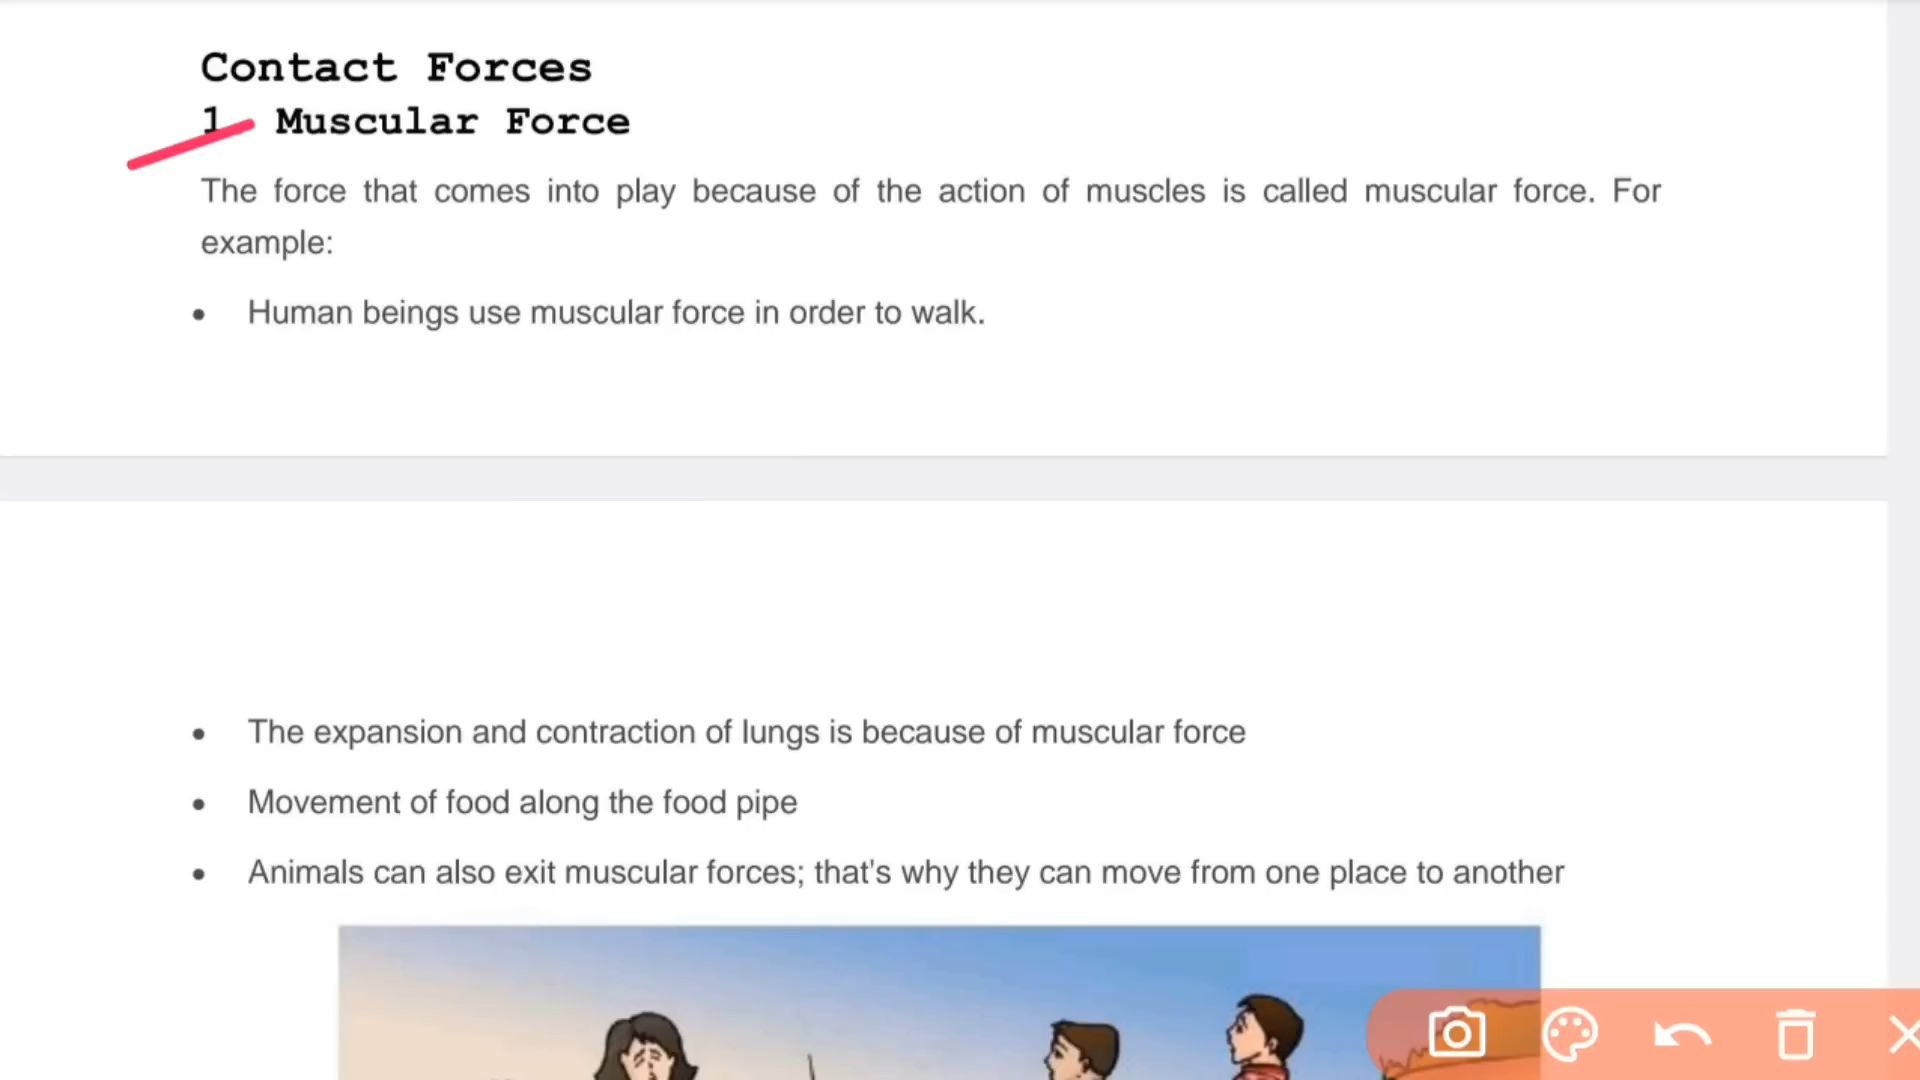 Contact Forces
1. Muscular Force
The force that comes into play because of the action of muscles is called muscular force. For
example:
• Human beings use muscular force in order to walk.
• The expansion and contraction of lungs is because of muscular force
• Movement of food along the food pipe
• Animals can also exit muscular forces; that's why they can move from one place to another